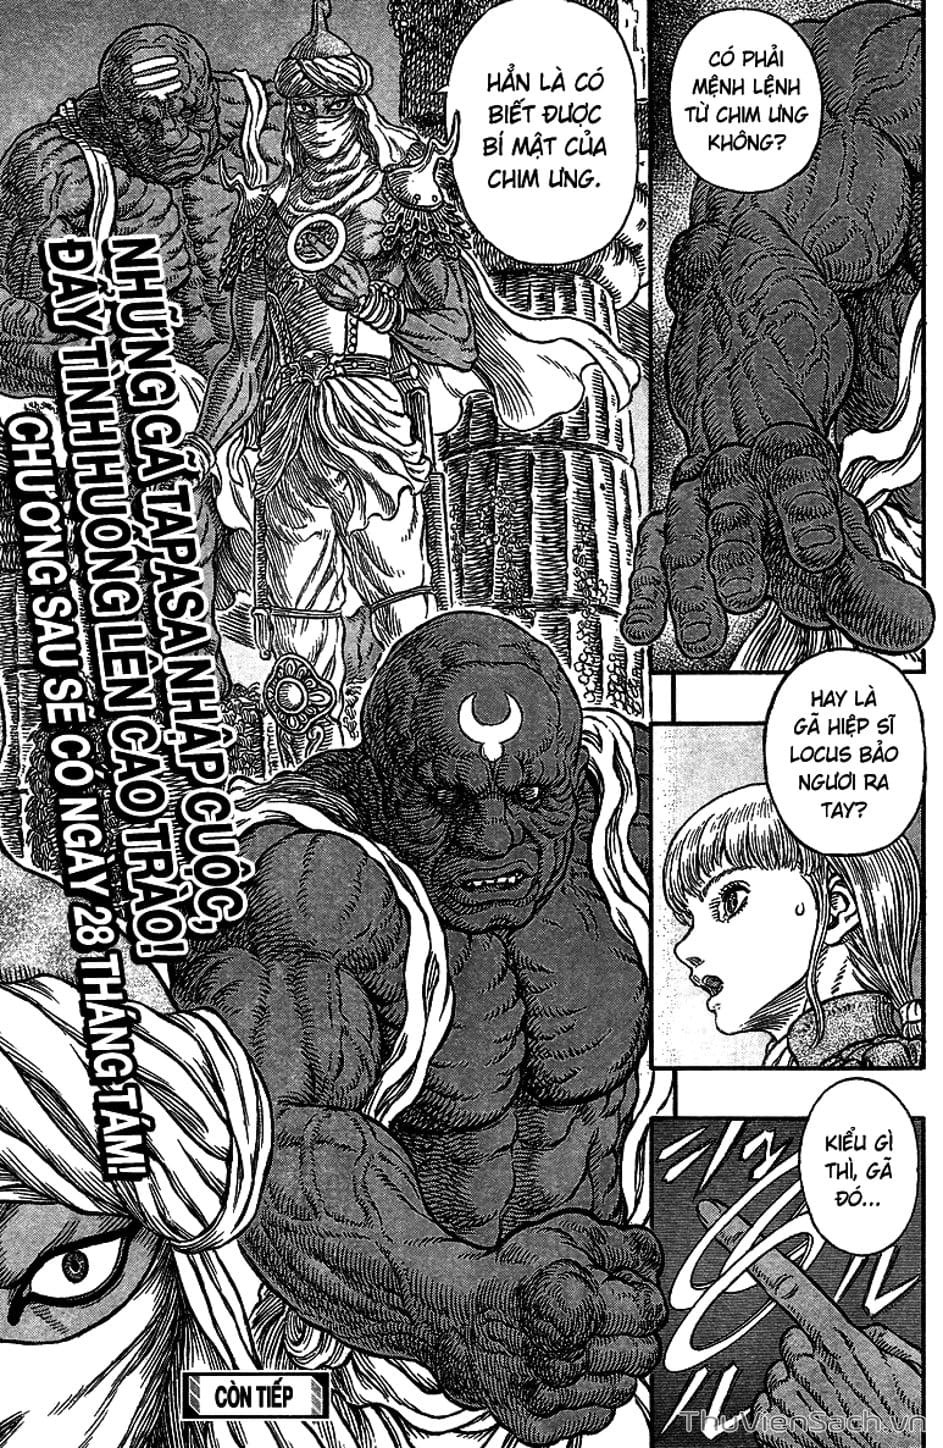 CÓ PHẢI
MỆNH LỆNH
TỪ CHIM ƯNG
KHÔNG?
HAY LÀ
GÃ HIỆP SĨ
LOCUS BẢO
NGƯƠI RA
TAY?
KIỂU GÌ
THÌ, GÃ
ĐÓ...
HẲN LÀ CÓ
BIẾT ĐƯỢC
BÍ MẬT CỦA
CHIM ƯNG.
NHỮNG GÃ TAPASA NHẬP CUỘC,
ĐẨY TÌNH HUỐNG LÊN CAO TRÀO!
CHƯƠNG SAU SẼ CÓ NGÀY 28 THÁNG TÁM!
CÒN TIẾP
ThuVienSach.vn